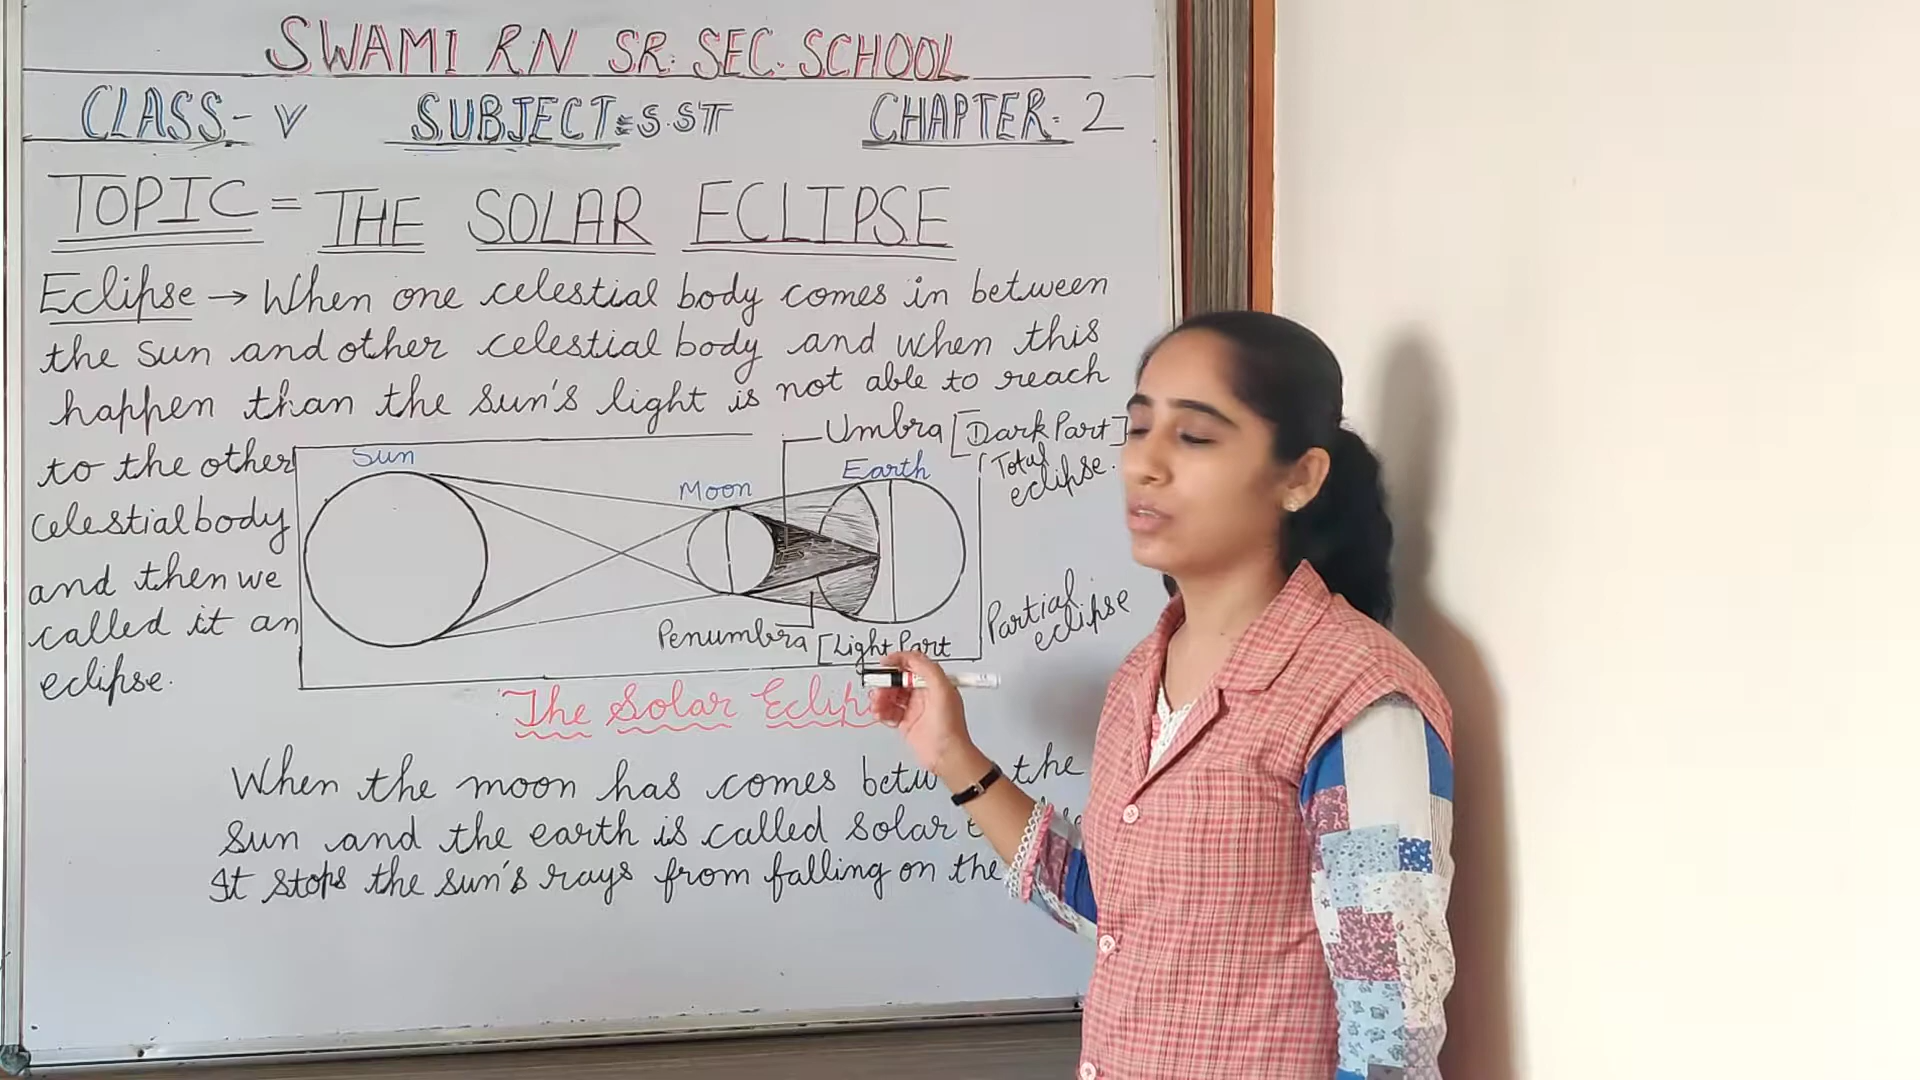 SWAMI RN SR. SEC. SCHOOL
CLASS- V SUBJECT = S.ST CHAPTER- 2
TOPIC = THE SOLAR ECLIPSE
Eclipse → When one celestial body comes in between
the sun and other celestial body and when this
happen than the sun's light is not able to reach
to the other
celestial body
and then we
called it an
eclipse.
Umbra [Dark Part]
Total
eclipse.
Sun
Moon
Earth
Penumbra [Light Part
Partial
eclipse
The Solar
When the moon has comes the
sun and the earth is called solar
It stops the sun's rays from falling on the